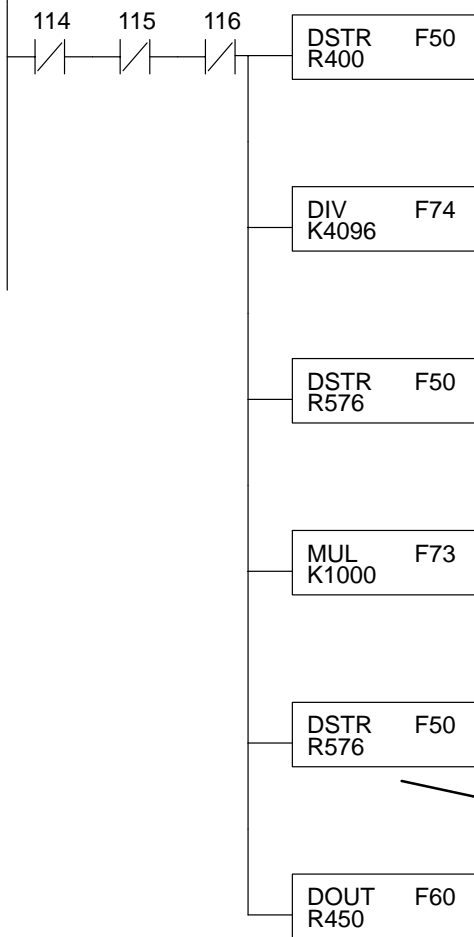 114 115 116
DSTR F50
R400
DIV F74
K4096
DSTR F50
R576
MUL F73
K1000
DSTR F50
R576
DOUT F60
R450